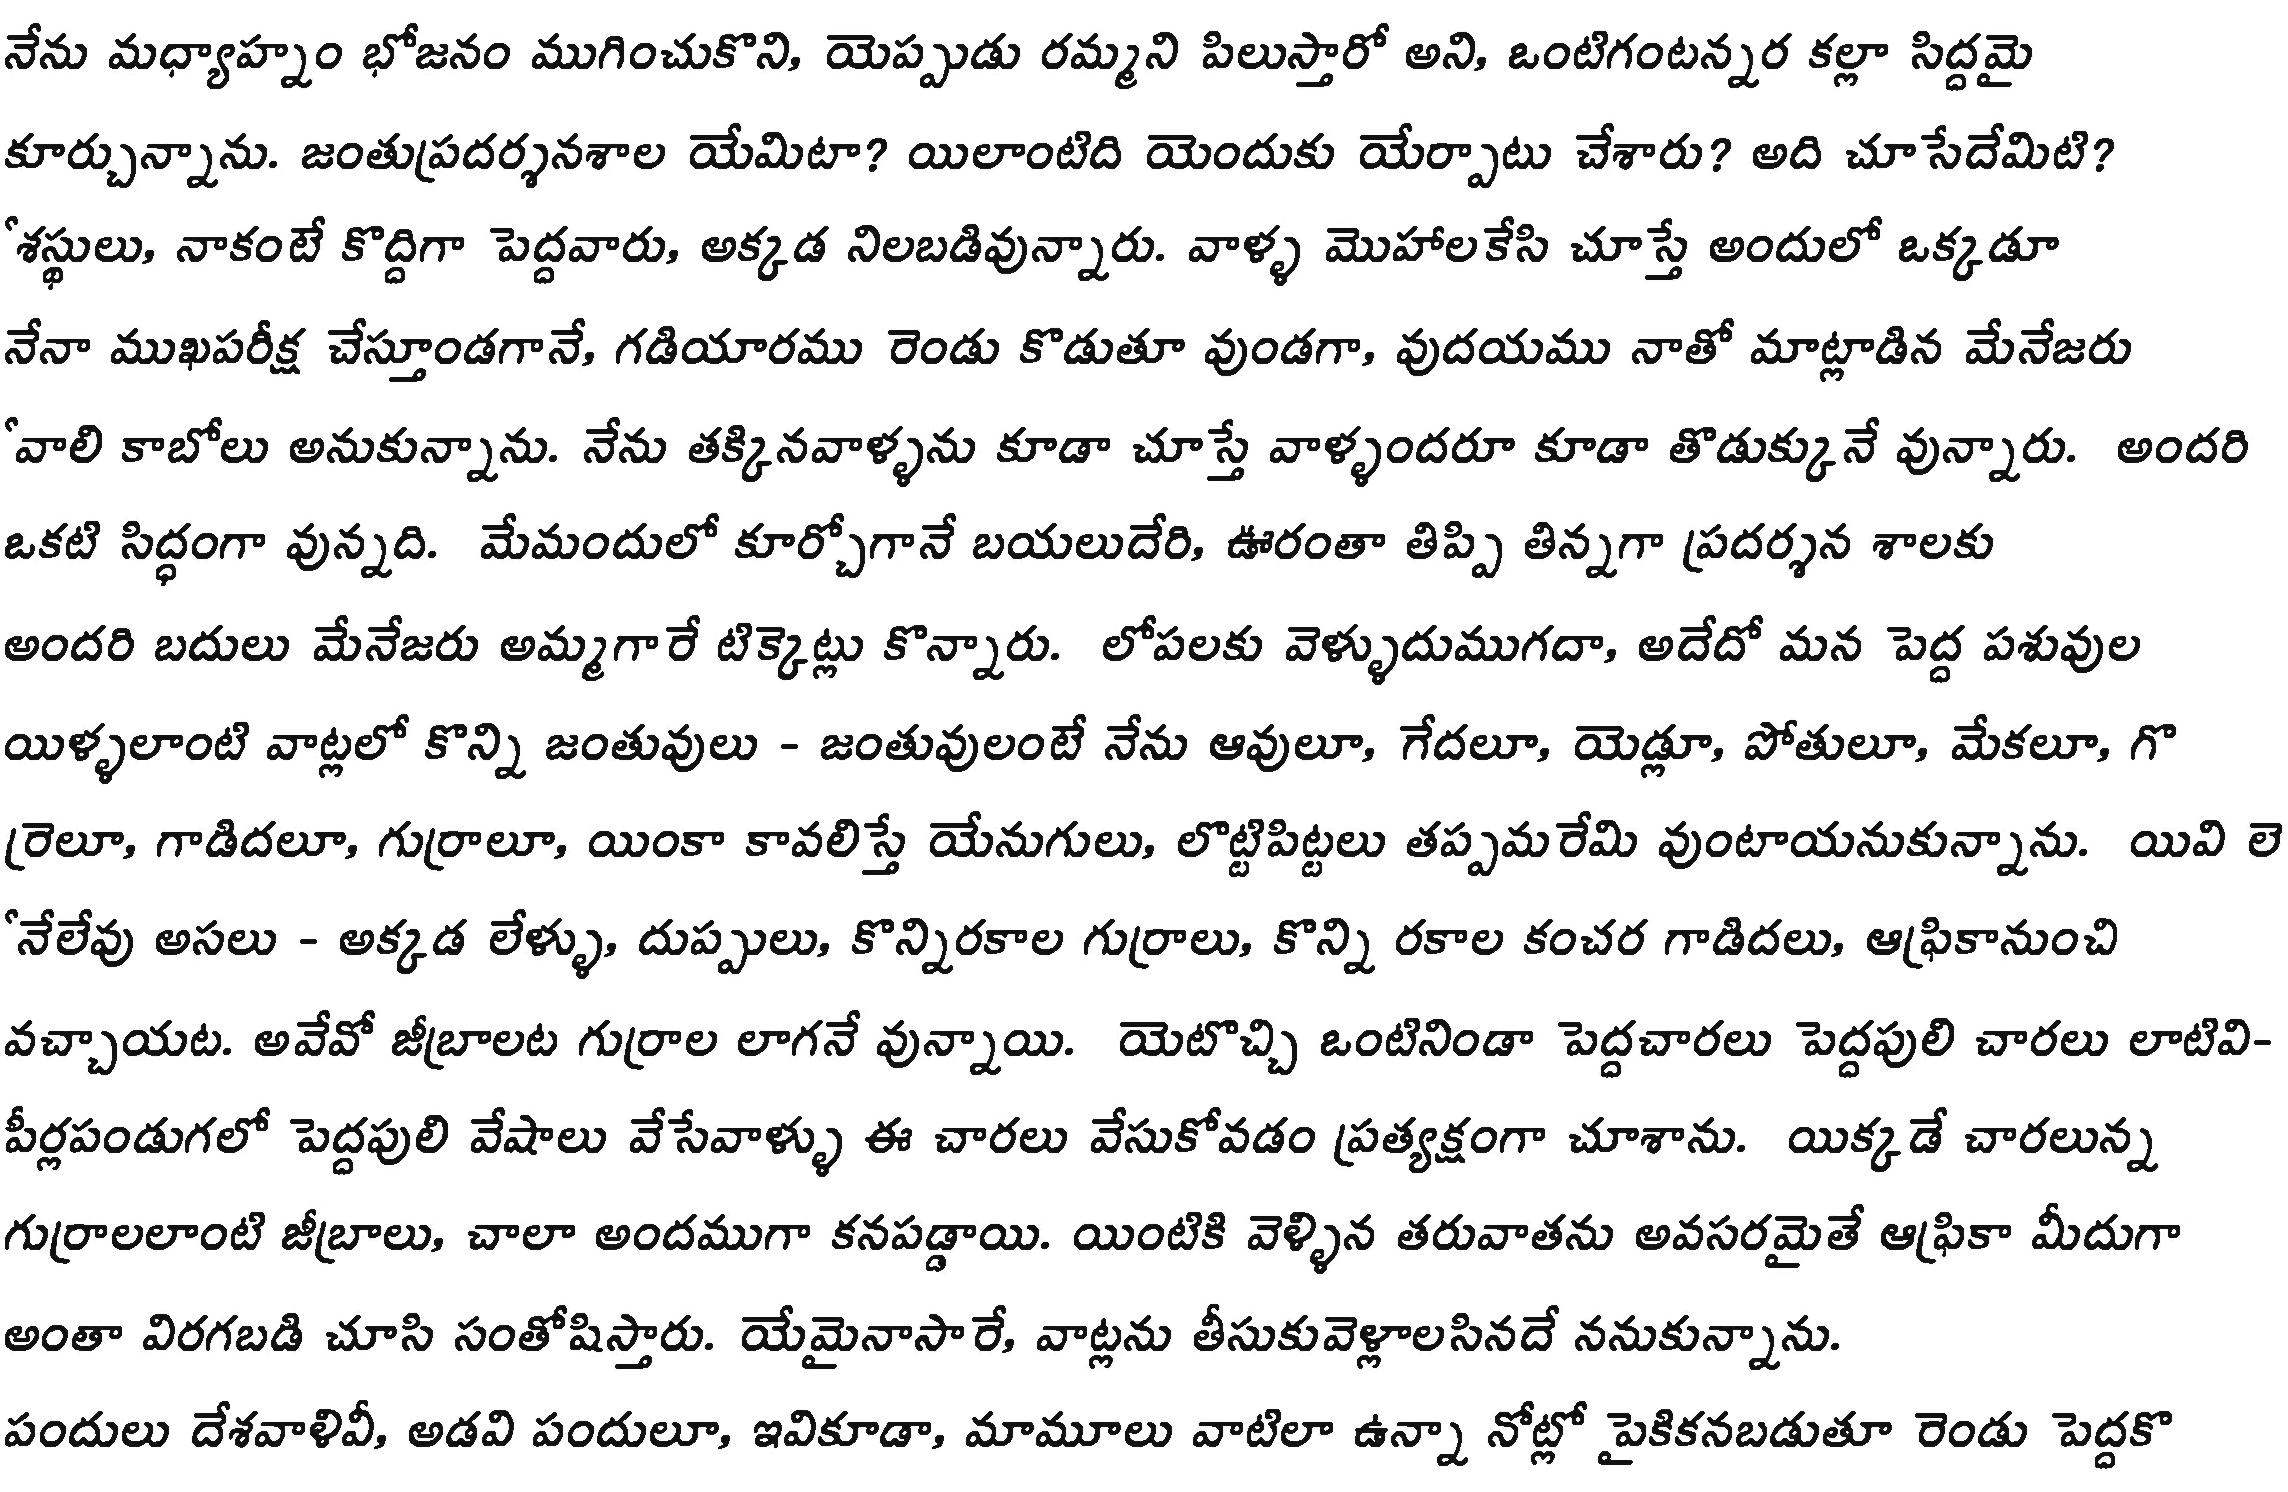 నేను మధ్యాహ్నం భోజనం ముగించుకొని, యెప్పుడు రమ్మని పిలుస్తారో అని, ఒంటిగంటన్నర కల్లా సిద్ధమై
కూర్చున్నాను. జంతుప్రదర్శనశాల యేమిటా? యిలాంటిది యెందుకు యేర్పాటు చేశారు? అది చూసేదేమిటి?
శస్థులు, నాకంటే కొద్దిగా పెద్దవారు, అక్కడ నిలబడివున్నారు. వాళ్ళ మొహాలకేసి చూస్తే అందులో ఒక్కడూ
నేనా ముఖపరీక్ష చేస్తూండగానే, గడియారము రెండు కొడుతూ వుండగా, వుదయము నాతో మాట్లాడిన మేనేజరు
వాలి కాబోలు అనుకున్నాను. నేను తక్కినవాళ్ళను కూడా చూస్తే వాళ్ళందరూ కూడా తొడుక్కునే వున్నారు. అందరి
ఒకటి సిద్ధంగా వున్నది. మేమందులో కూర్చోగానే బయలుదేరి, ఊరంతా తిప్పి తిన్నగా ప్రదర్శన శాలకు
అందరి బదులు మేనేజరు అమ్మగారే టిక్కెట్లు కొన్నారు. లోపలకు వెళ్ళుదుముగదా, అదేదో మన పెద్ద పశువుల
యిళ్ళలాంటి వాట్లలో కొన్ని జంతువులు - జంతువులంటే నేను ఆవులూ, గేదలూ, యెడ్లూ, పోతులూ, మేకలూ, గొ
ర్రెలూ, గాడిదలూ, గుర్రాలూ, యింకా కావలిస్తే యేనుగులు, లొట్టిపిట్టలు తప్పమరేమి వుంటాయనుకున్నాను. యివి లె
నేలేవు అసలు - అక్కడ లేళ్ళు, దుప్పులు, కొన్నిరకాల గుర్రాలు, కొన్ని రకాల కంచర గాడిదలు, ఆఫ్రికానుంచి
వచ్చాయట. అవేవో జీబ్రాలట గుర్రాల లాగనే వున్నాయి. యెటొచ్చి ఒంటినిండా పెద్దచారలు పెద్దపులి చారలు లాటివి-
పీర్లపండుగలో పెద్దపులి వేషాలు వేసేవాళ్ళు ఈ చారలు వేసుకోవడం ప్రత్యక్షంగా చూశాను. యిక్కడే చారలున్న
గుర్రాలలాంటి జీబ్రాలు, చాలా అందముగా కనపడ్డాయి. యింటికి వెళ్ళిన తరువాతను అవసరమైతే ఆఫ్రికా మీదుగా
అంతా విరగబడి చూసి సంతోషిస్తారు. యేమైనాసారే, వాట్లను తీసుకువెళ్లాలసినదే ననుకున్నాను.
పందులు దేశవాళివీ, అడవి పందులూ, ఇవికూడా, మామూలు వాటిలా ఉన్నా నోట్లో పైకికనబడుతూ రెండు పెద్దకొ